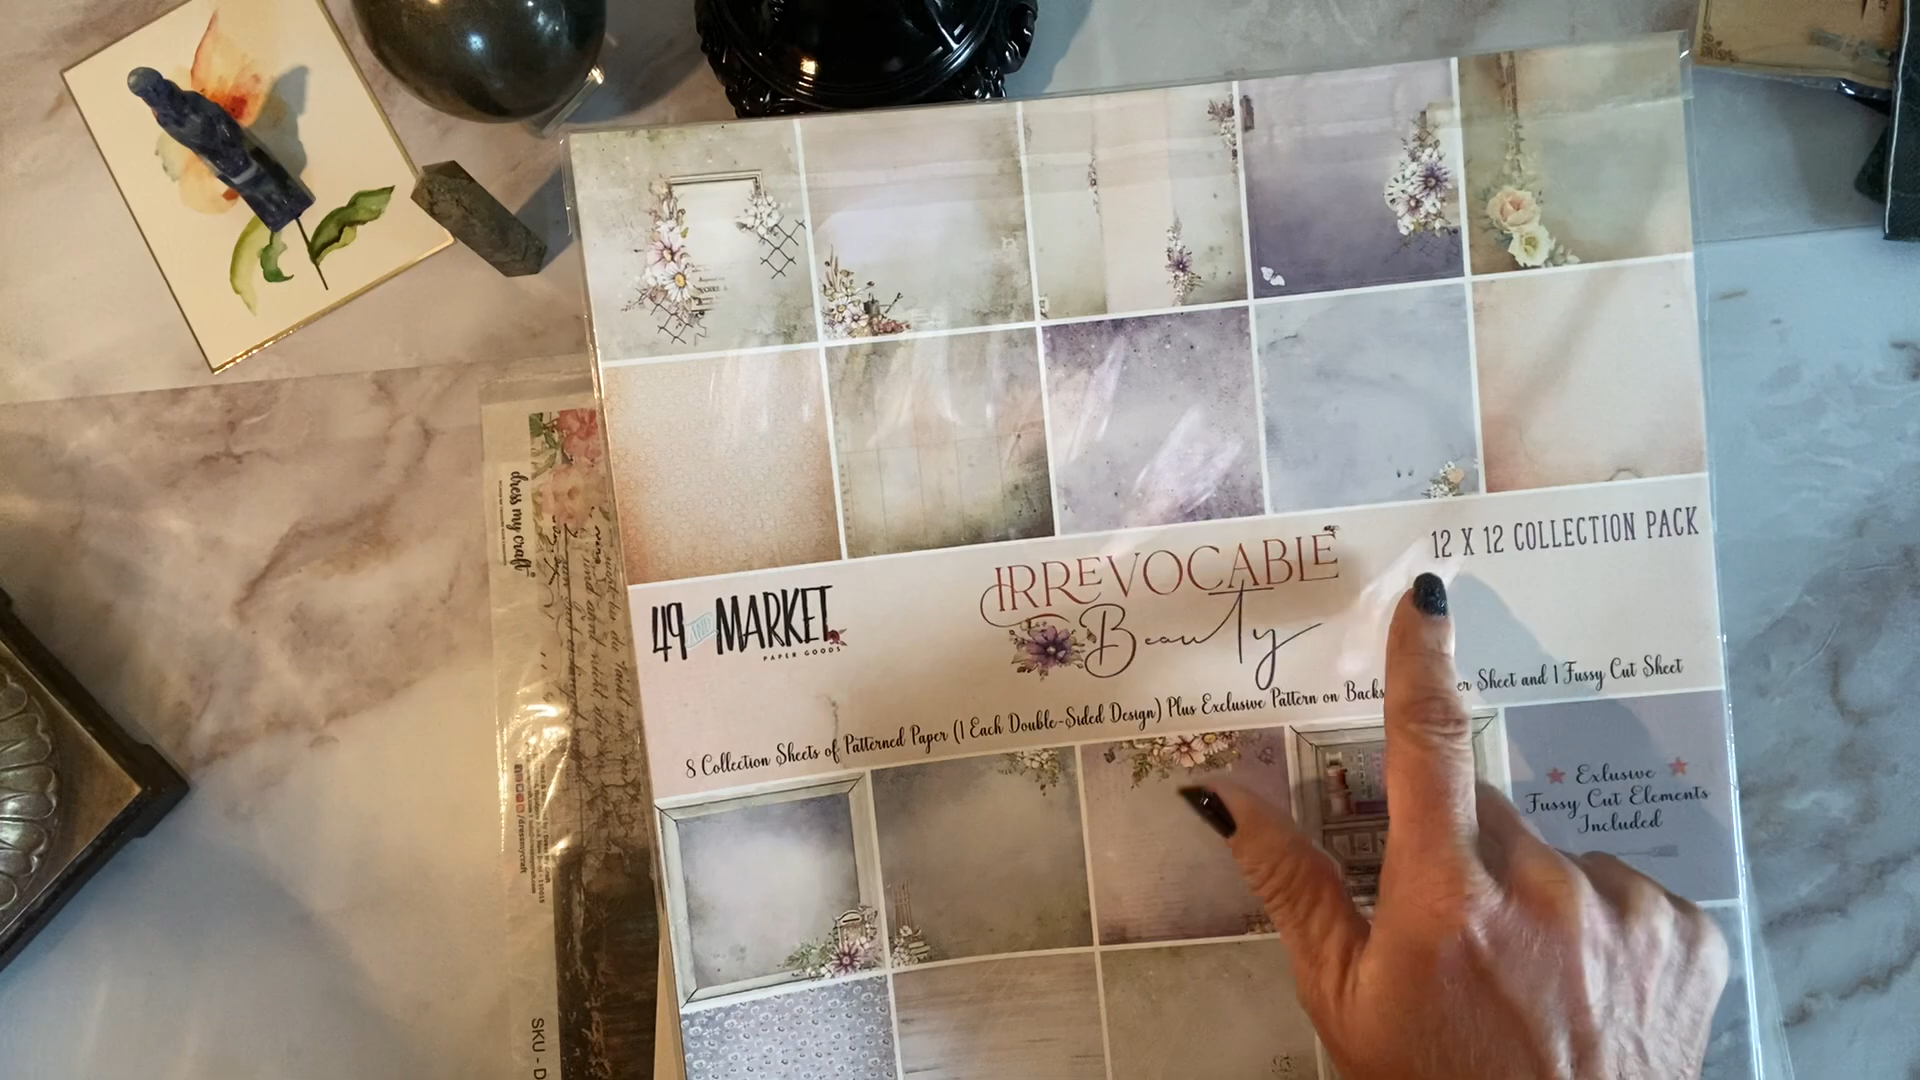 12 X 12 COLLECTION PACK
IRREVOCABLE
Beauty
49 AND MARKET
PAPER GOODS
8 Collection Sheets of Patterned Paper (1 Each Double-Sided Design) Plus Exclusive Pattern on Backs Sheet and 1 Fussy Cut Sheet
Exlusive
Fussy Cut Elements
Included
dress my craft
/dressmycraft
SKU - D